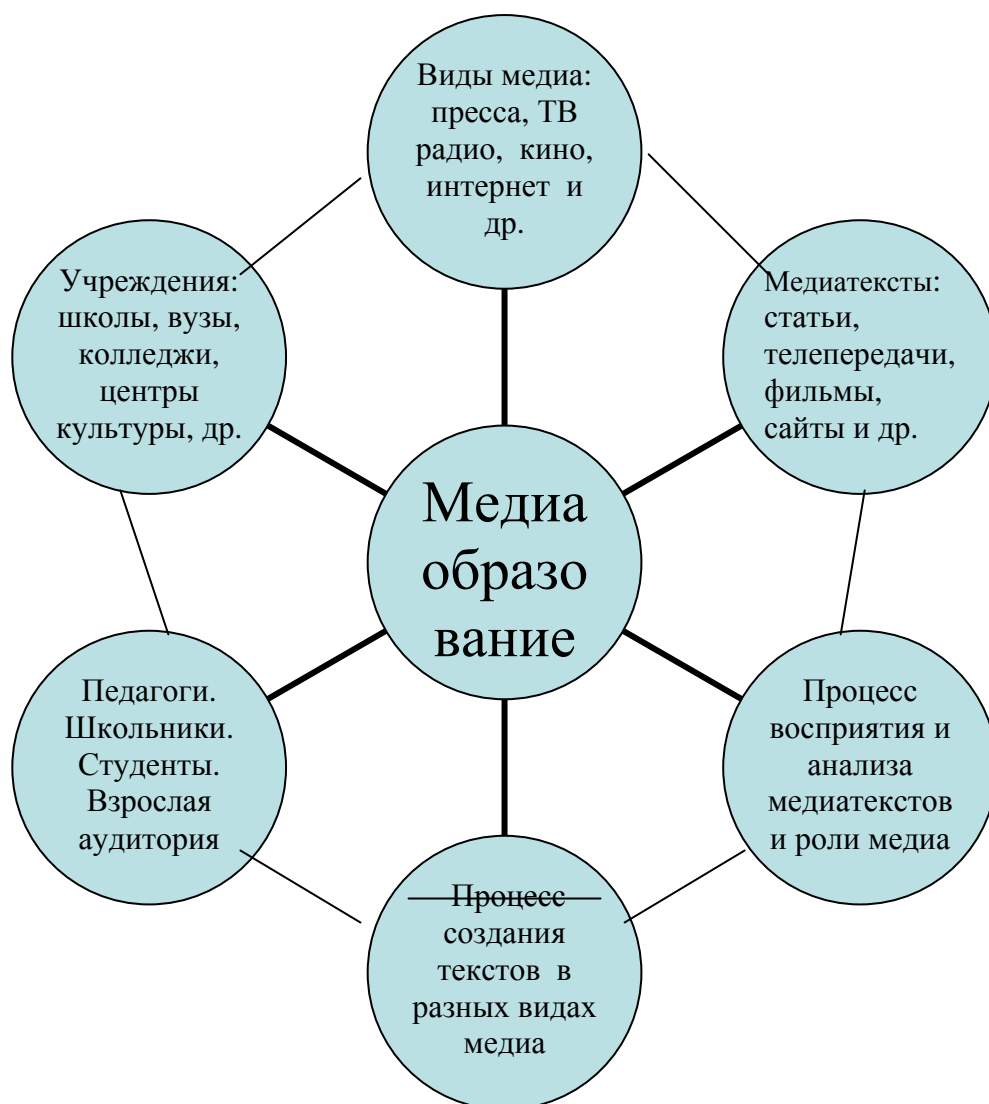 Виды медиа:
пресса, ТВ
радио, кино,
интернет и
др.
Учреждения:
школы, вузы,
колледжи,
центры
культуры, др.
Медиатексты:
статьи,
телепередачи,
фильмы,
сайты и др.
Медиа
образо
вание
Педагоги.
Школьники.
Студенты.
Взрослая
аудитория
Процесс
восприятия и
анализа
медиатекстов
и роли медиа
Процесс
создания
текстов в
разных видах
медиа